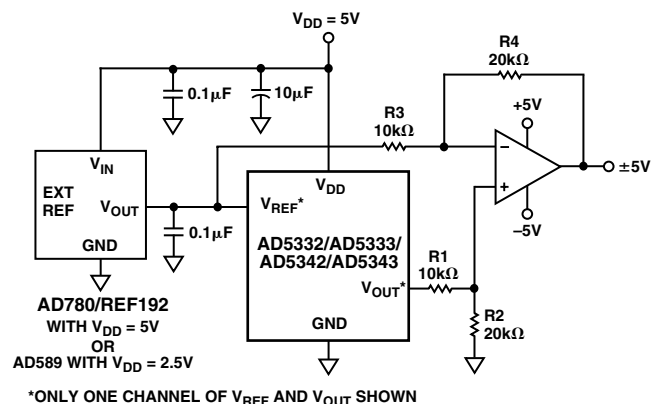 V_DD = 5V
0.1μF
10μF
R4
20kΩ
R3
10kΩ
+5V
–
+
–5V
±5V
EXT
REF
V_IN
V_OUT
GND
0.1μF
V_DD
V_REF*
AD5332/AD5333/
AD5342/AD5343
V_OUT*
GND
R1
10kΩ
R2
20kΩ
AD780/REF192
WITH V_DD = 5V
OR
AD589 WITH V_DD = 2.5V
*ONLY ONE CHANNEL OF V_REF AND V_OUT SHOWN